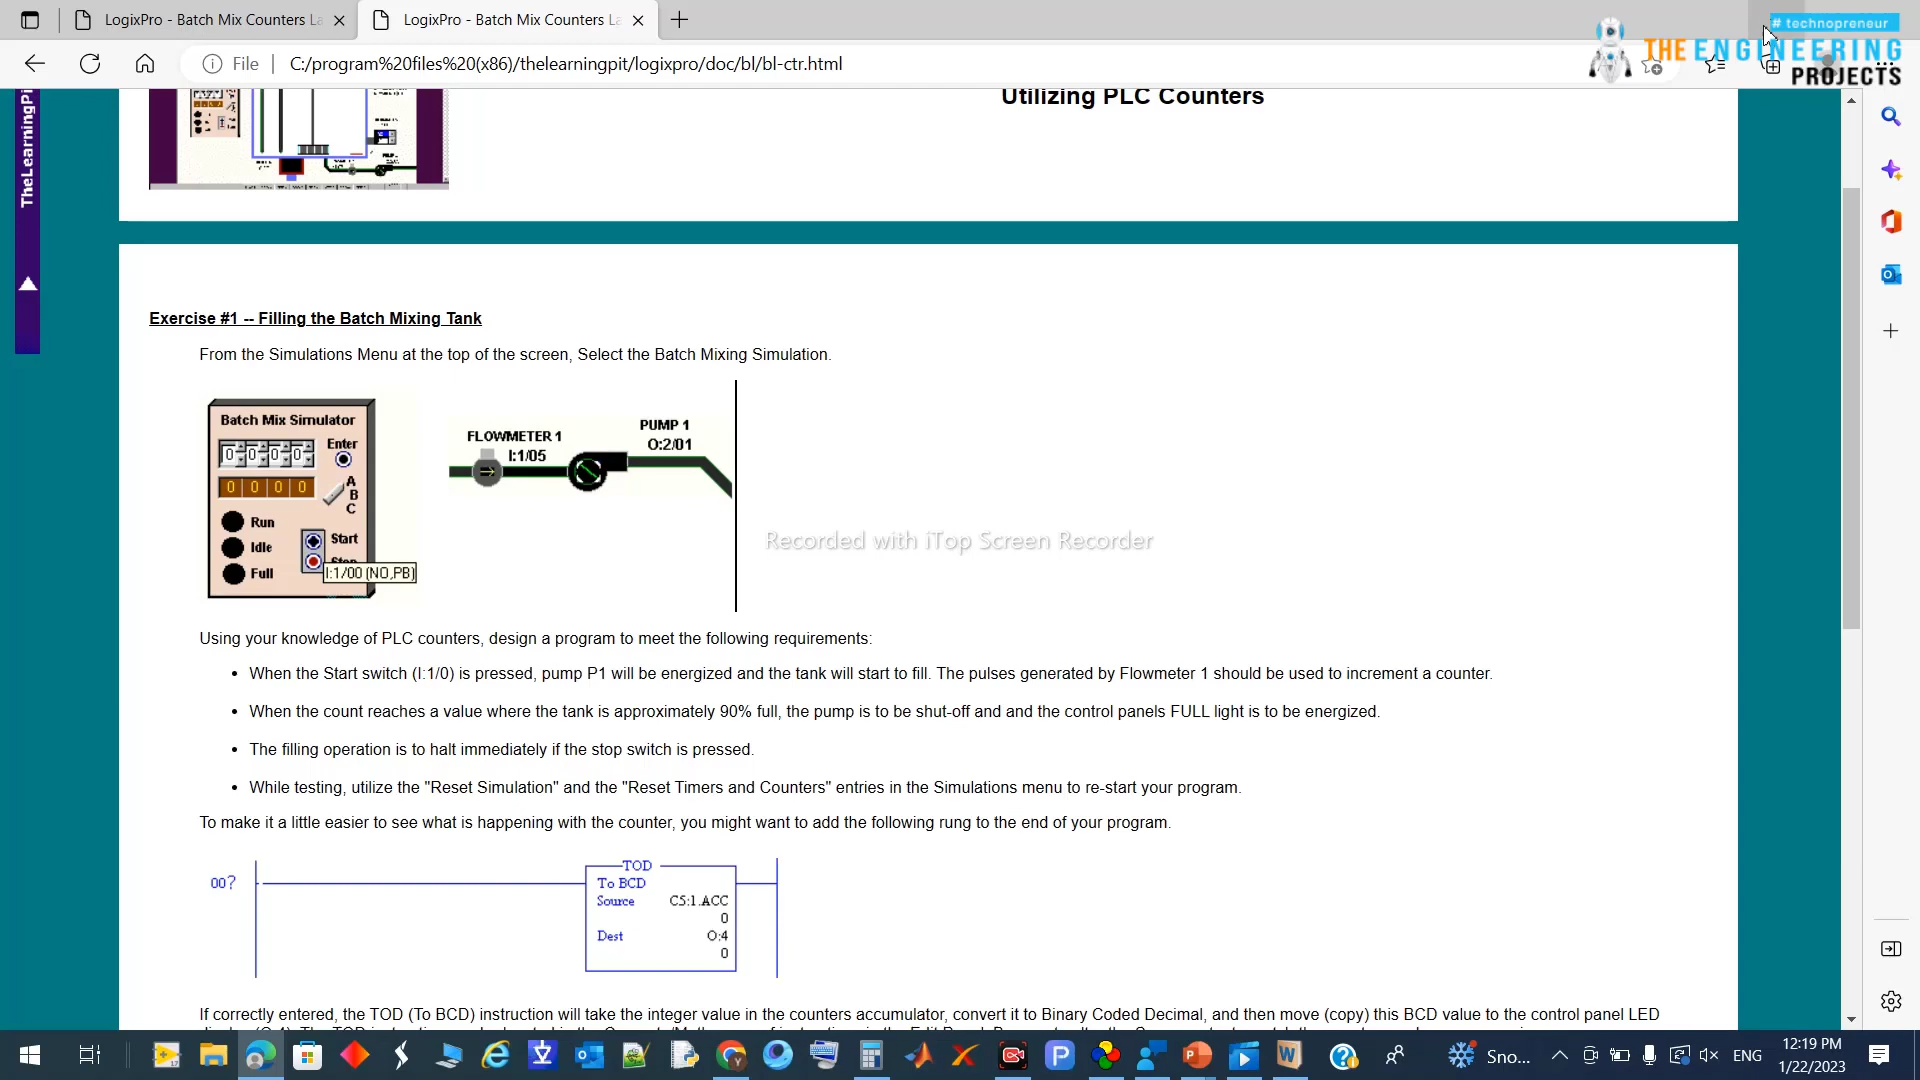 LogixPro - Batch Mix Counters La
LogixPro - Batch Mix Counters La
# technopreneur
THE ENGINEERING
PROJECTS
File
C:/program%20files%20(x86)/thelearningpit/logixpro/doc/bl/bl-ctr.html
TheLearningPi
Utilizing PLC Counters
Exercise #1 -- Filling the Batch Mixing Tank
From the Simulations Menu at the top of the screen, Select the Batch Mixing Simulation.
Batch Mix Simulator
0 0 0 0
Enter
0 0 0 0
A
B
C
Run
Idle
Full
Start
Stop
I:1/00 (NO,PB)
FLOWMETER 1
I:1/05
PUMP 1
O:2/01
Recorded with iTop Screen Recorder
Using your knowledge of PLC counters, design a program to meet the following requirements:
• When the Start switch (I:1/0) is pressed, pump P1 will be energized and the tank will start to fill. The pulses generated by Flowmeter 1 should be used to increment a counter.
• When the count reaches a value where the tank is approximately 90% full, the pump is to be shut-off and and the control panels FULL light is to be energized.
• The filling operation is to halt immediately if the stop switch is pressed.
• While testing, utilize the "Reset Simulation" and the "Reset Timers and Counters" entries in the Simulations menu to re-start your program.
To make it a little easier to see what is happening with the counter, you might want to add the following rung to the end of your program.
00?
TOD
To BCD
Source C5:1.ACC
0
Dest O:4
0
If correctly entered, the TOD (To BCD) instruction will take the integer value in the counters accumulator, convert it to Binary Coded Decimal, and then move (copy) this BCD value to the control panel LED
Sno...
ENG
12:19 PM
1/22/2023